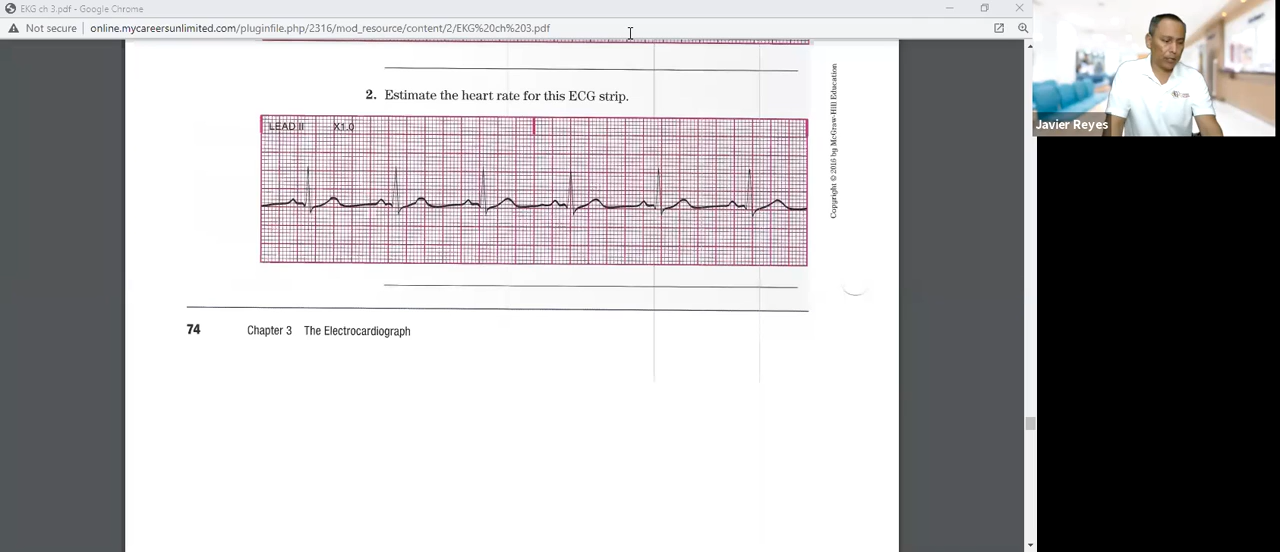 EKG ch 3.pdf - Google Chrome
Not secure
online.mycareersunlimited.com/pluginfile.php/2316/mod_resource/content/2/EKG%20ch%203.pdf
Javier Reyes
2. Estimate the heart rate for this ECG strip.
LEAD II X1.0
Copyright © 2016 by McGraw-Hill Education
74 Chapter 3 The Electrocardiograph